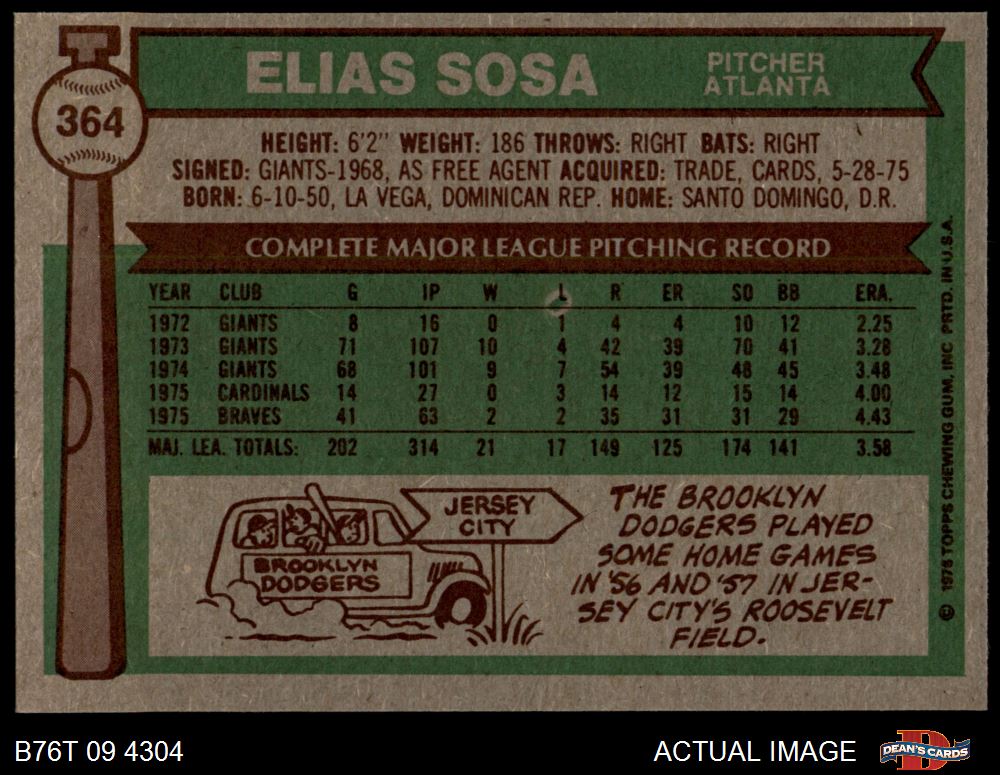 364
ELIAS SOSA
PITCHER
ATLANTA
HEIGHT: 6'2" WEIGHT: 186 THROWS: RIGHT BATS: RIGHT
SIGNED: GIANTS-1968, AS FREE AGENT ACQUIRED: TRADE, CARDS, 5-28-75
BORN: 6-10-50, LA VEGA, DOMINICAN REP. HOME: SANTO DOMINGO, D.R.
COMPLETE MAJOR LEAGUE PITCHING RECORD
YEAR CLUB G IP W L R ER SO BB ERA.
1972 GIANTS 8 16 0 1 4 4 10 12 2.25
1973 GIANTS 71 107 10 4 42 39 70 41 3.28
1974 GIANTS 68 101 9 7 54 39 48 45 3.48
1975 CARDINALS 14 27 0 3 14 12 15 14 4.00
1975 BRAVES 41 63 2 2 35 31 31 29 4.43
MAJ. LEA. TOTALS: 202 314 21 17 149 125 174 141 3.58
JERSEY
CITY
BROOKLYN
DODGERS
THE BROOKLYN
DODGERS PLAYED
SOME HOME GAMES
IN '56 AND '57 IN JER-
SEY CITY'S ROOSEVELT
FIELD.
© 1976 TOPPS CHEWING GUM, INC PRTD. IN U.S.A.
B76T 09 4304
ACTUAL IMAGE
D
DEAN'S CARDS